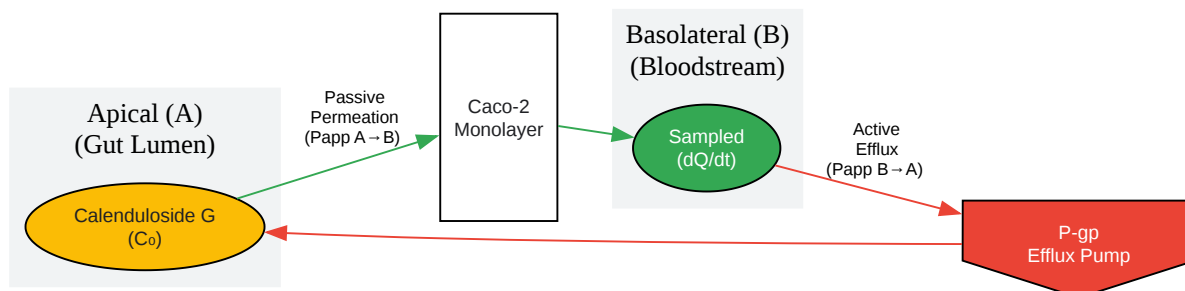 Apical (A)
(Gut Lumen)
Calenduloside G
(C₀)
Passive
Permeation
(Papp A→B)
Caco-2
Monolayer
Basolateral (B)
(Bloodstream)
Sampled
(dQ/dt)
Active
Efflux
(Papp B→A)
P-gp
Efflux Pump